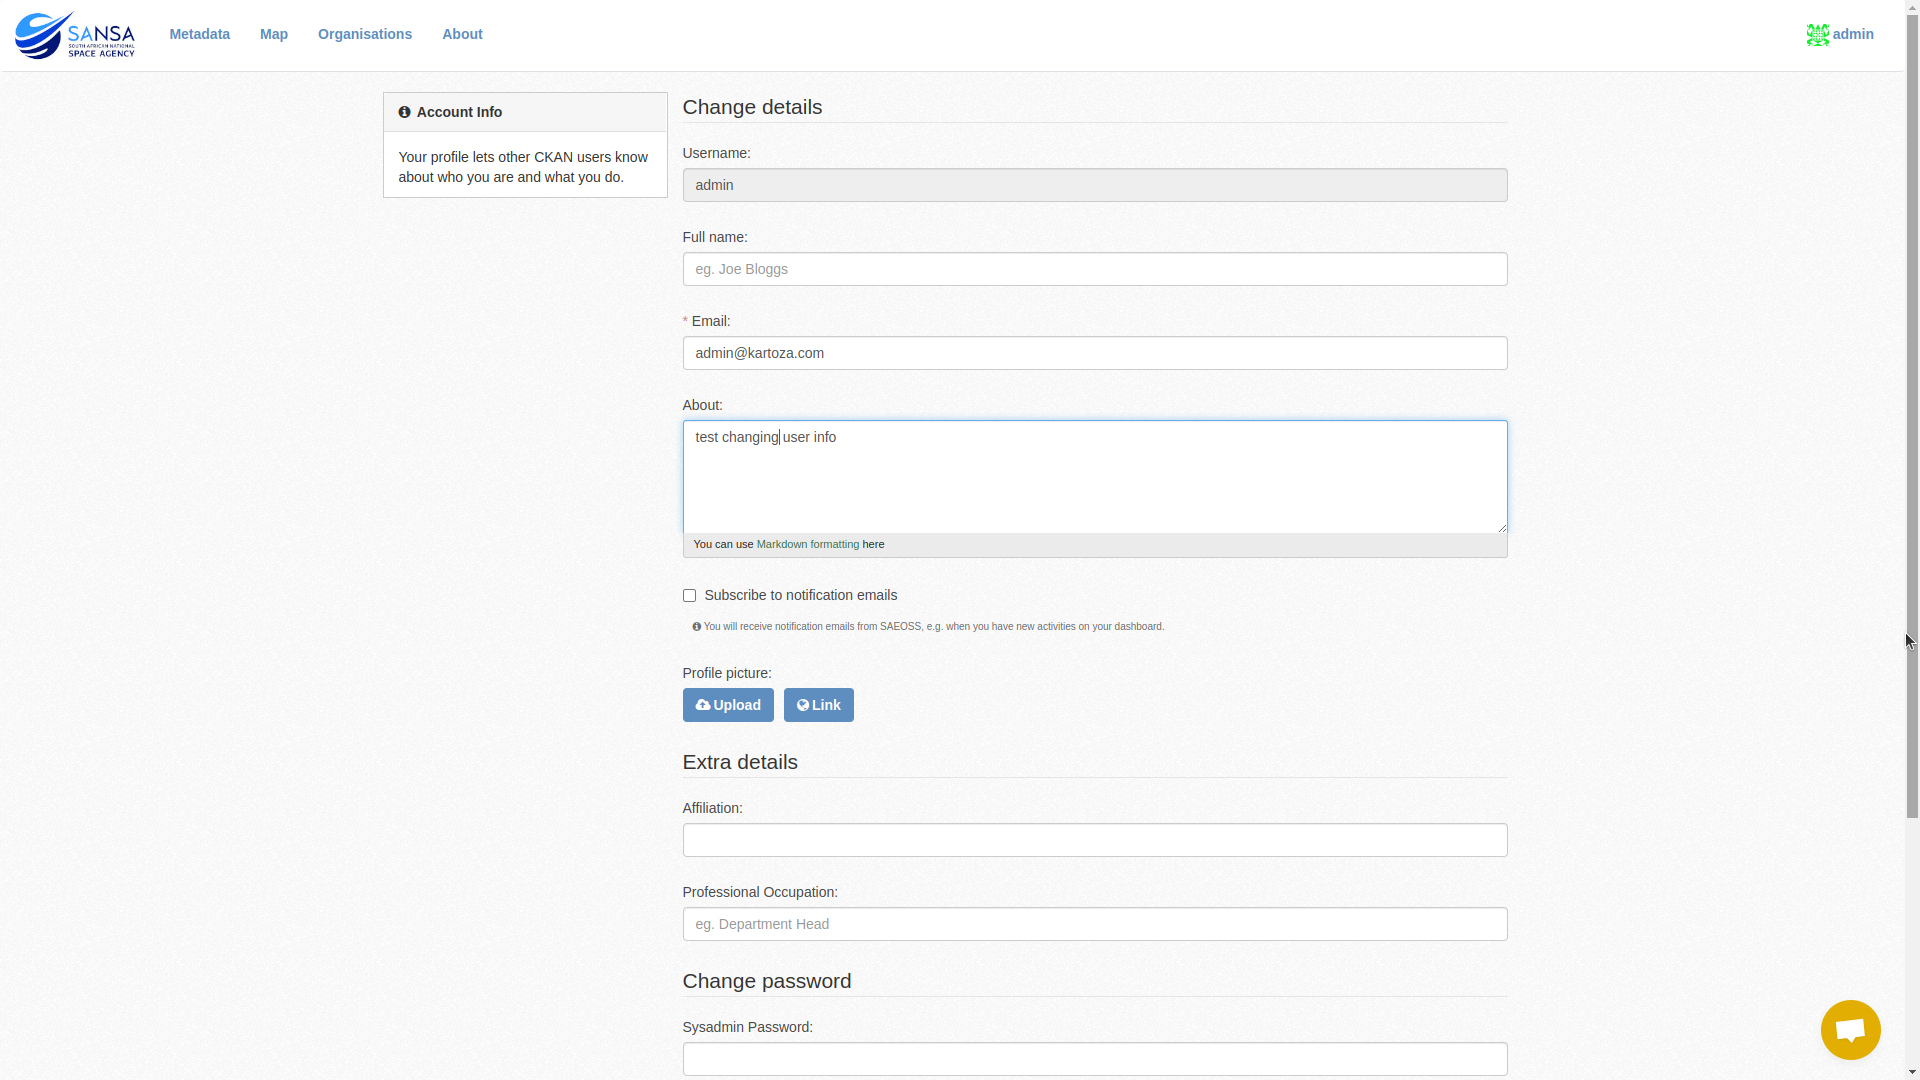 SANSA
SOUTH AFRICAN NATIONAL
SPACE AGENCY
Metadata
Map
Organisations
About
admin
Account Info
Your profile lets other CKAN users know
about who you are and what you do.
Change details
Username:
admin
Full name:
eg. Joe Bloggs
* Email:
admin@kartoza.com
About:
test changing user info
You can use Markdown formatting here
Subscribe to notification emails
You will receive notification emails from SAEOSS, e.g. when you have new activities on your dashboard.
Profile picture:
Upload
Link
Extra details
Affiliation:
Professional Occupation:
eg. Department Head
Change password
Sysadmin Password: